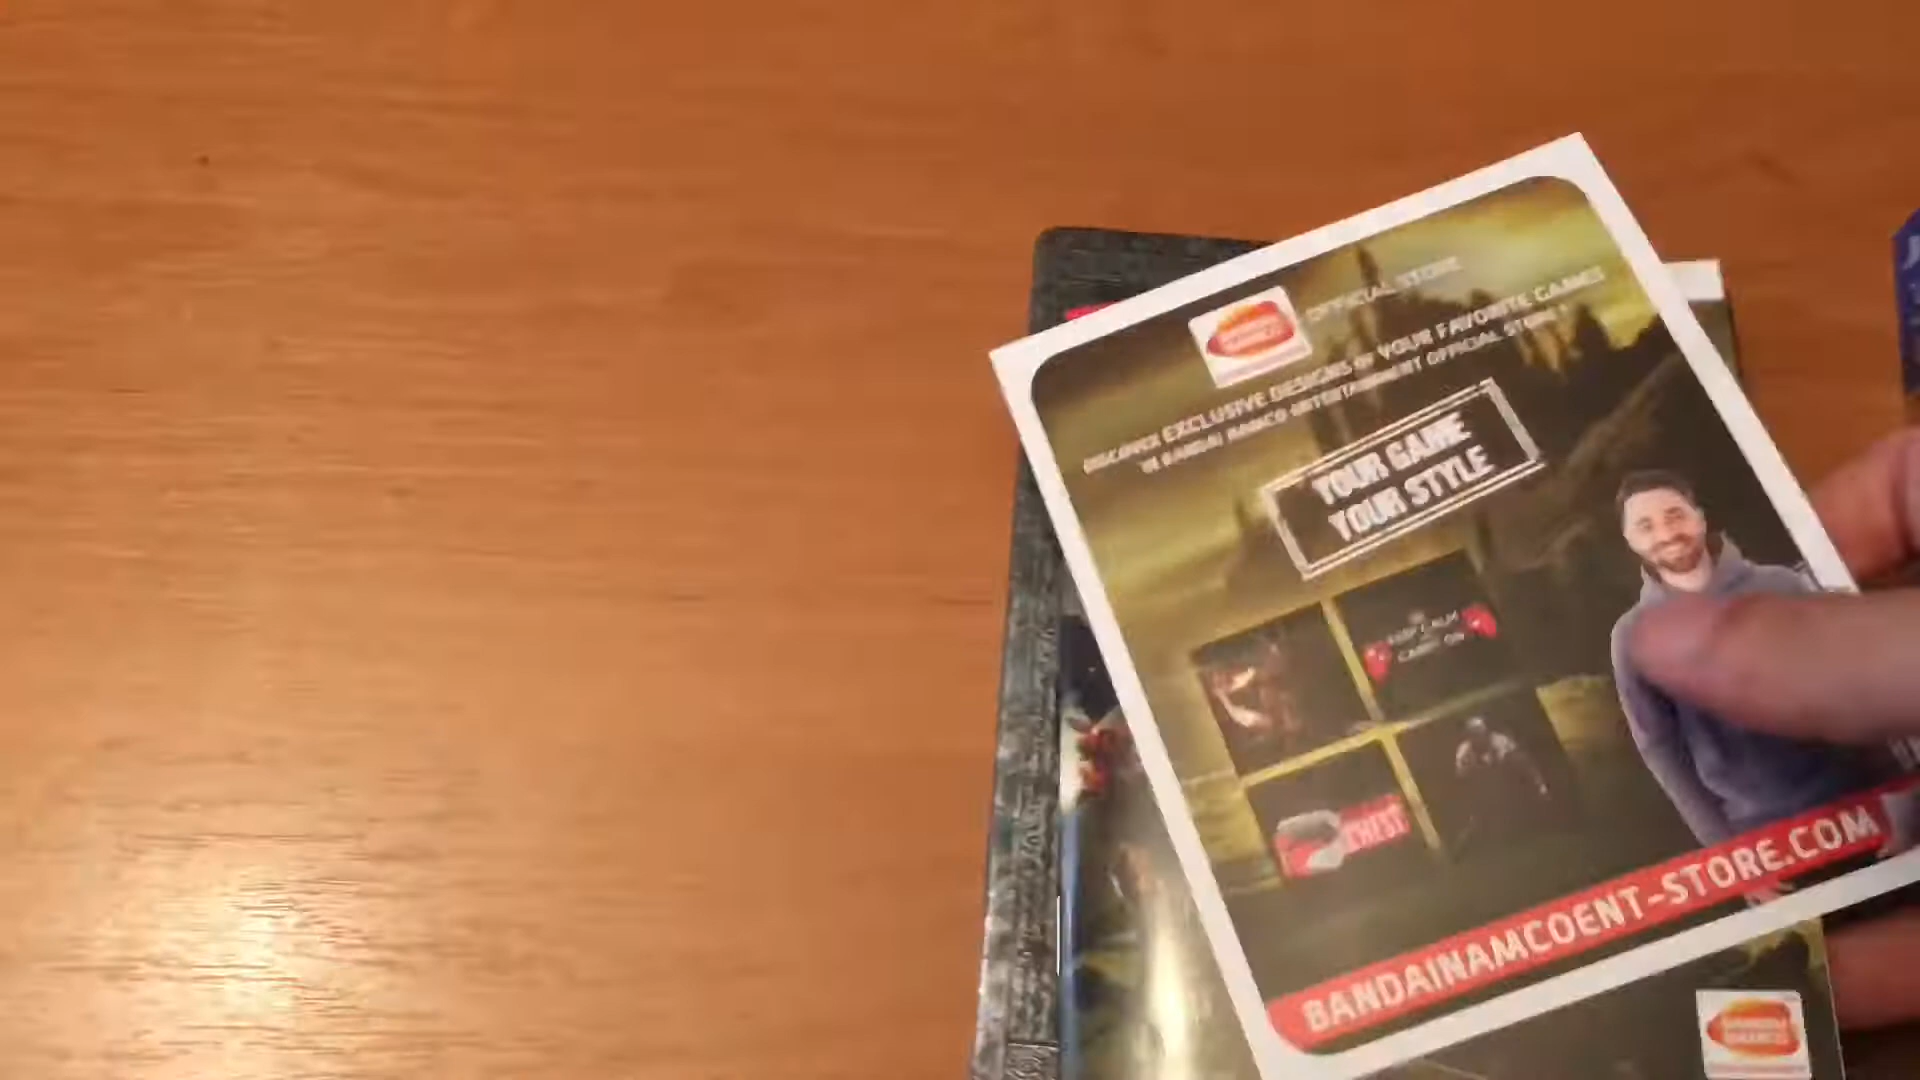 OFFICIAL STORE
DISCOVER EXCLUSIVE DESIGNS OF YOUR FAVORITE GAMES
IN BANDAI NAMCO ENTERTAINMENT OFFICIAL STORE !
YOUR GAME
YOUR STYLE
KEEP CALM
CARRY ON
CHEST
BANDAINAMCOENT-STORE.COM